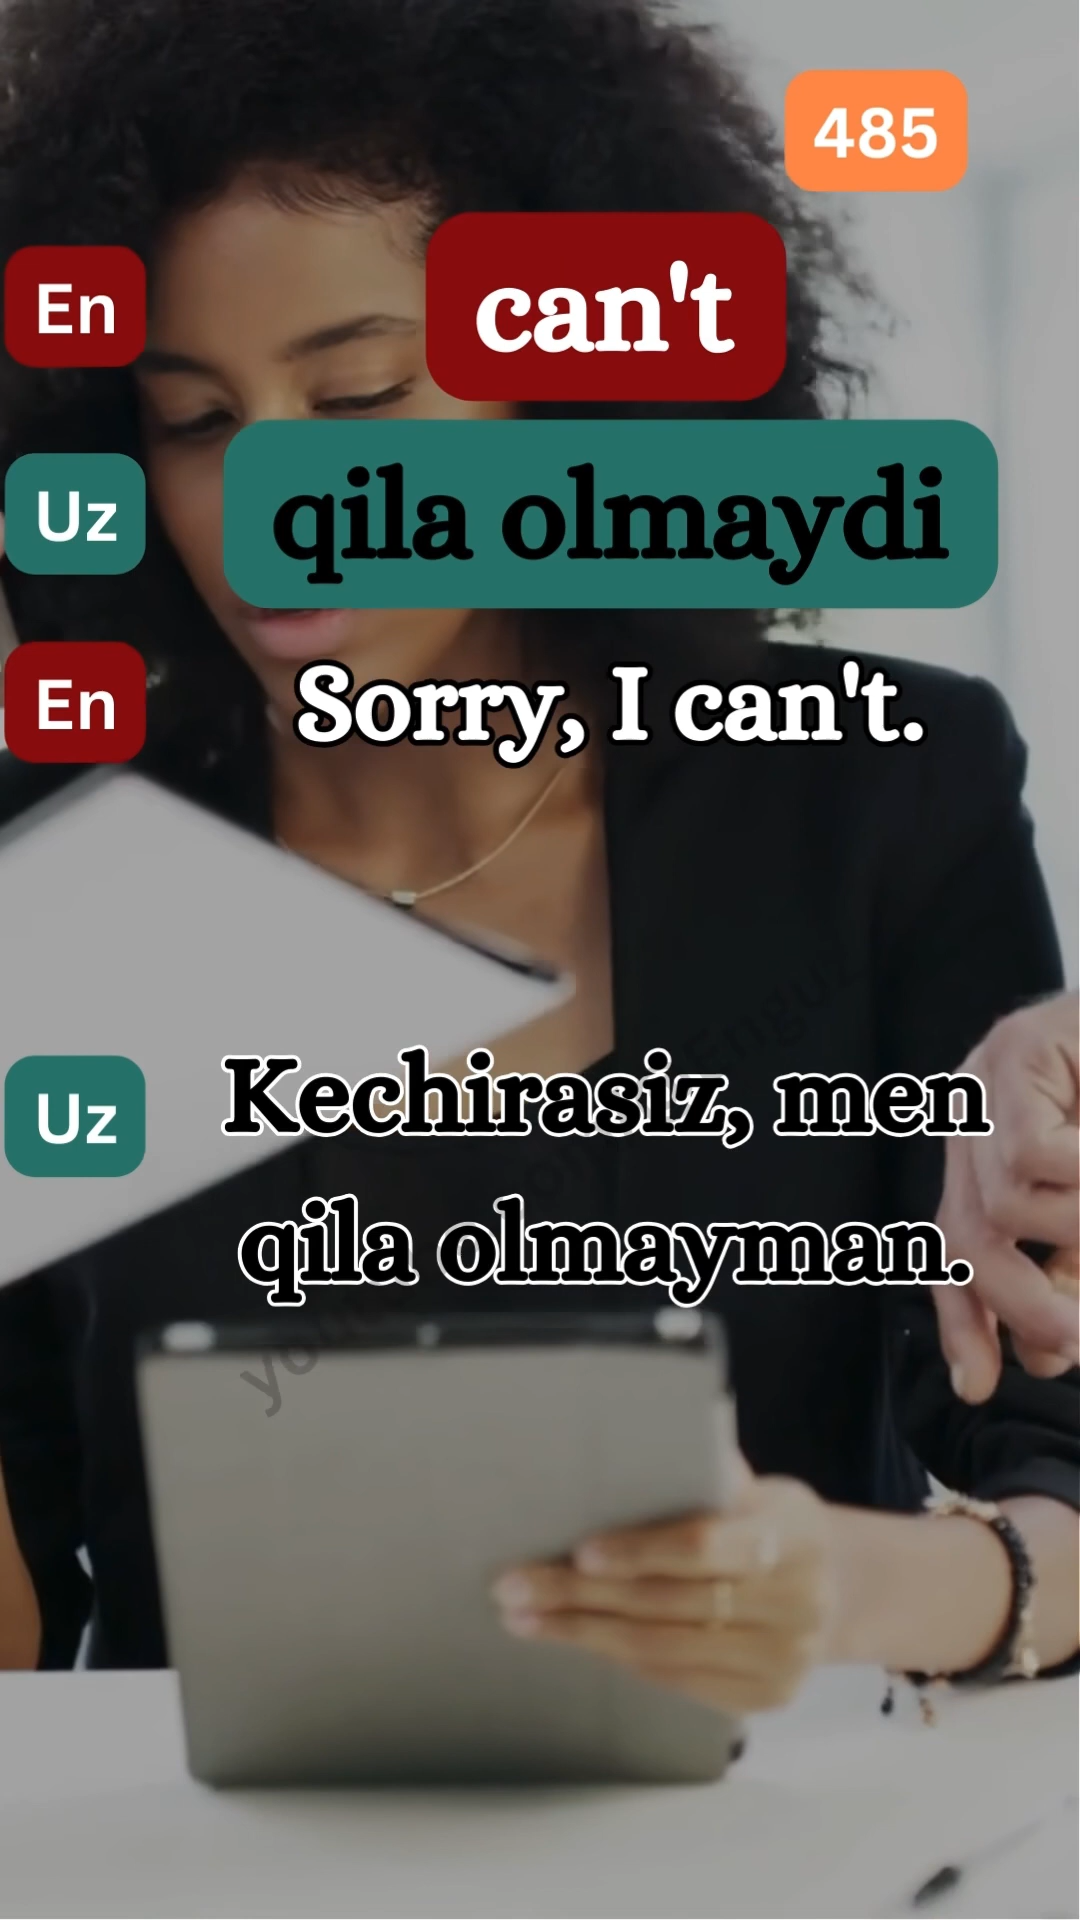 485
En
can't
Uz
qila olmaydi
En
Sorry, I can't.
Uz
Kechirasiz, men
qila olmayman.